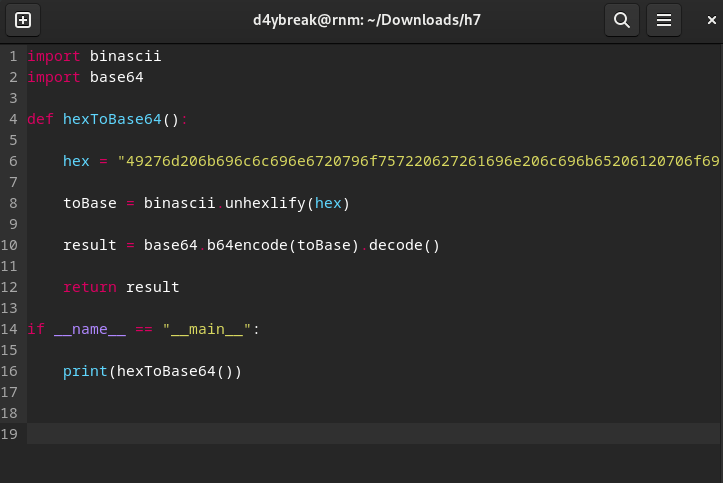 d4ybreak@rnm: ~/Downloads/h7
1 import binascii
2 import base64
3
4 def hexToBase64():
5
6     hex = "49276d206b696c6c696e6720796f757220627261696e206c696b65206120706f69
7
8     toBase = binascii.unhexlify(hex)
9
10     result = base64.b64encode(toBase).decode()
11
12     return result
13
14 if __name__ == "__main__":
15
16     print(hexToBase64())
17
18
19